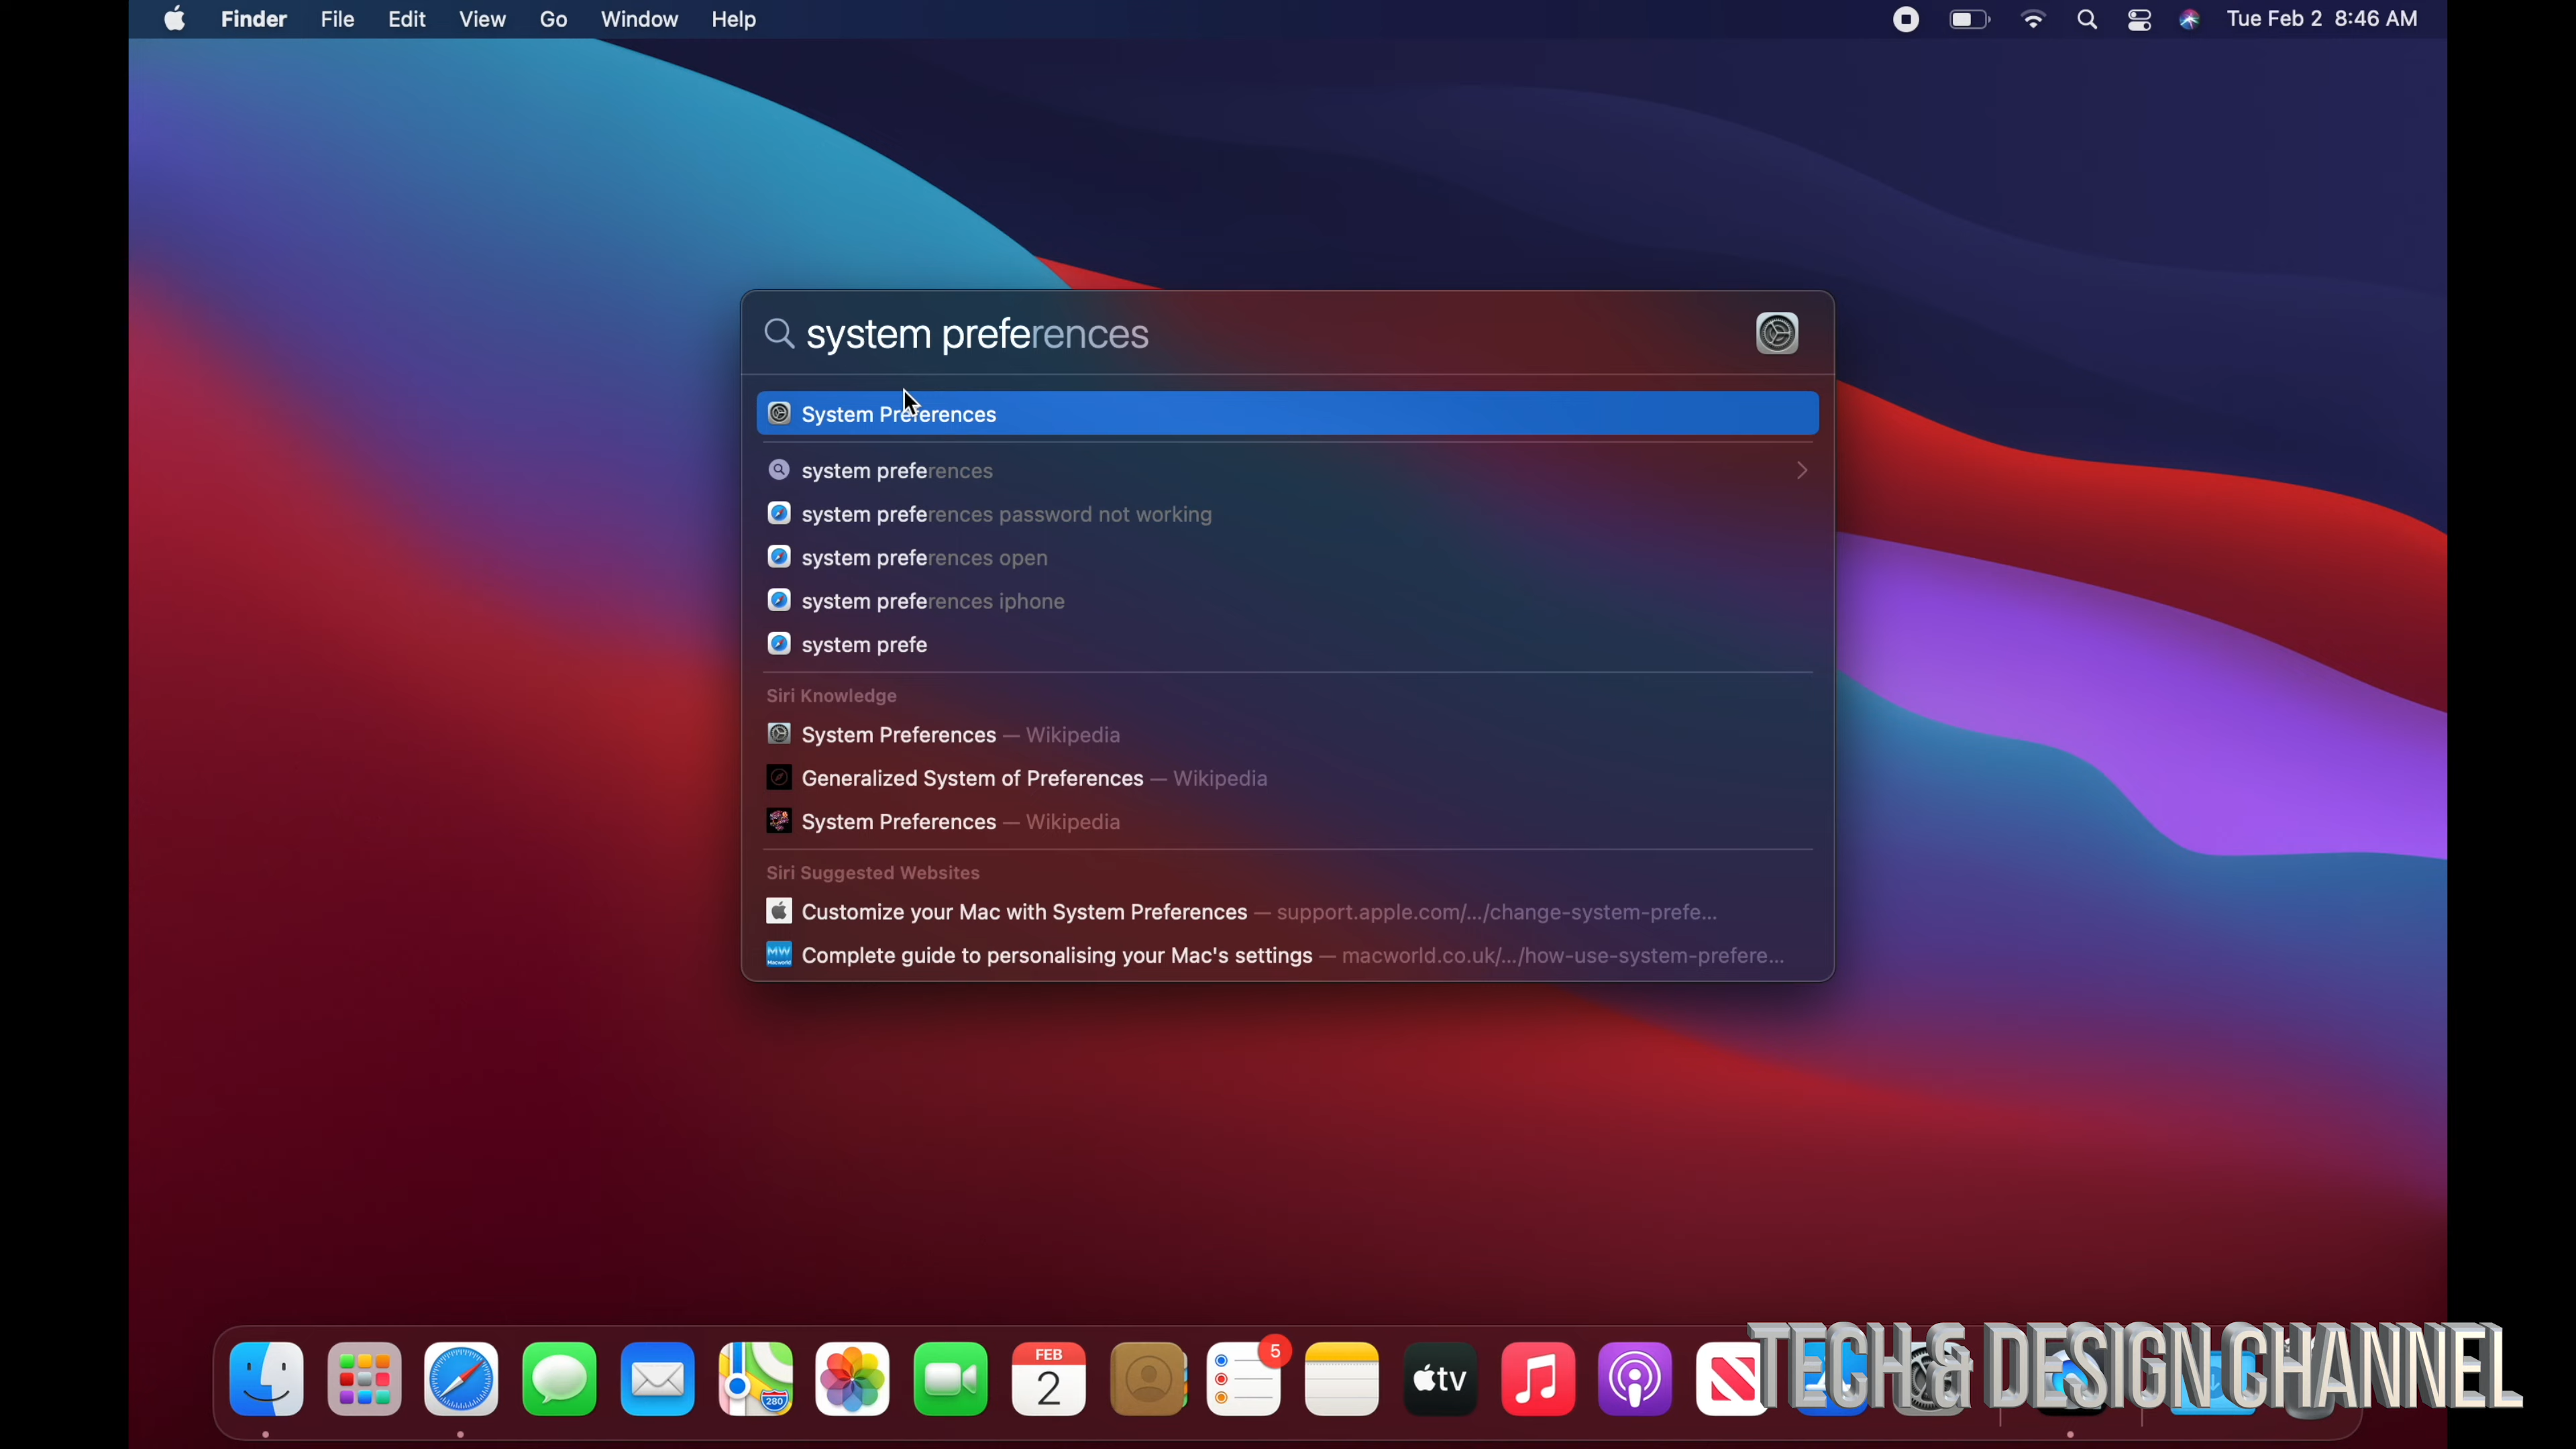 Finder File Edit View Go Window Help Tue Feb 2 8:46 AM
system preferences
System Preferences
system preferences
system preferences password not working
system preferences open
system preferences iphone
system prefe
Siri Knowledge
System Preferences — Wikipedia
Generalized System of Preferences — Wikipedia
System Preferences — Wikipedia
Siri Suggested Websites
Customize your Mac with System Preferences — support.apple.com/.../change-system-prefe...
MW Macworld Complete guide to personalising your Mac's settings — macworld.co.uk/.../how-use-system-prefere...
280
FEB
2
5
tv
TECH & DESIGN CHANNEL